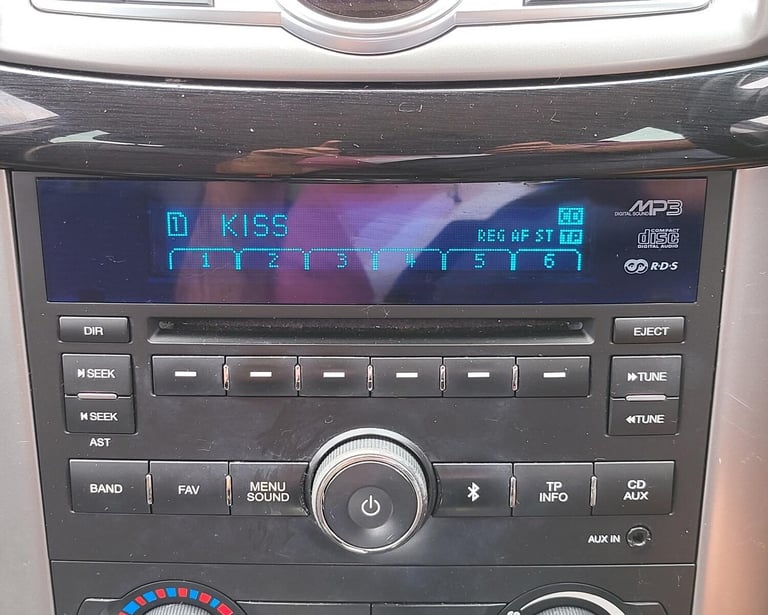 1 KISS CD
REG AF ST TP
1 2 3 4 5 6
DIGITAL SOUND MP3
COMPACT
disc
DIGITAL AUDIO
R·D·S
DIR
EJECT
SEEK
TUNE
SEEK
TUNE
AST
BAND
FAV
MENU
SOUND
TP
INFO
CD
AUX
AUX IN